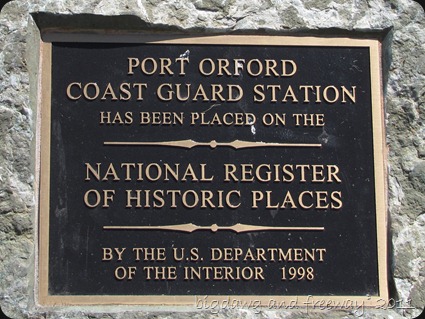 PORT ORFORD
COAST GUARD STATION
HAS BEEN PLACED ON THE
NATIONAL REGISTER
OF HISTORIC PLACES
BY THE U.S. DEPARTMENT
OF THE INTERIOR 1998
bigdawg and freeway 2011